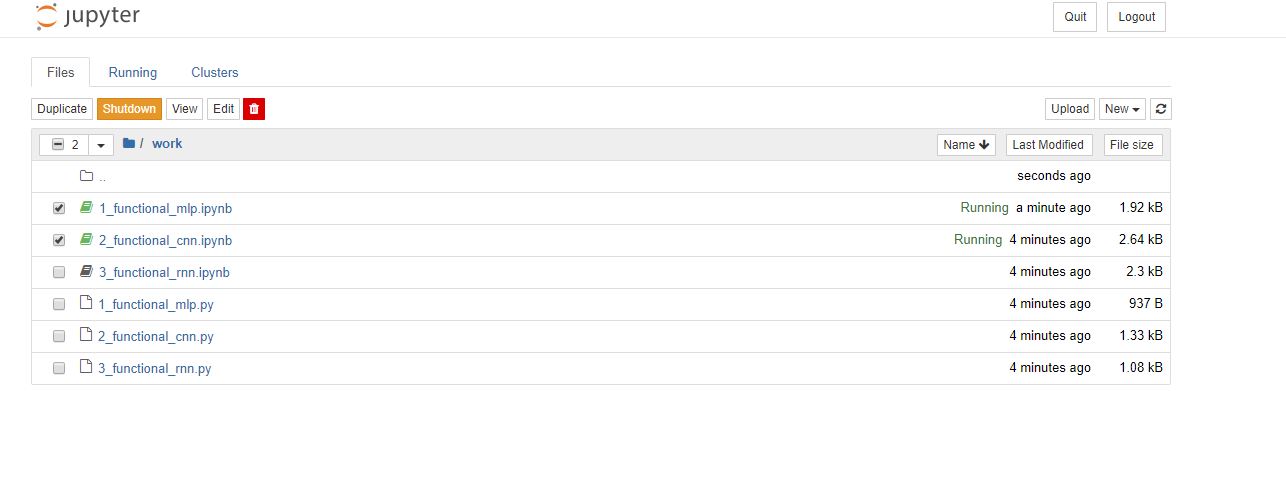 jupyter Quit Logout
Files Running Clusters
Duplicate Shutdown View Edit Upload New
2 / work Name Last Modified File size
.. seconds ago
1_functional_mlp.ipynb Running a minute ago 1.92 kB
2_functional_cnn.ipynb Running 4 minutes ago 2.64 kB
3_functional_rnn.ipynb 4 minutes ago 2.3 kB
1_functional_mlp.py 4 minutes ago 937 B
2_functional_cnn.py 4 minutes ago 1.33 kB
3_functional_rnn.py 4 minutes ago 1.08 kB